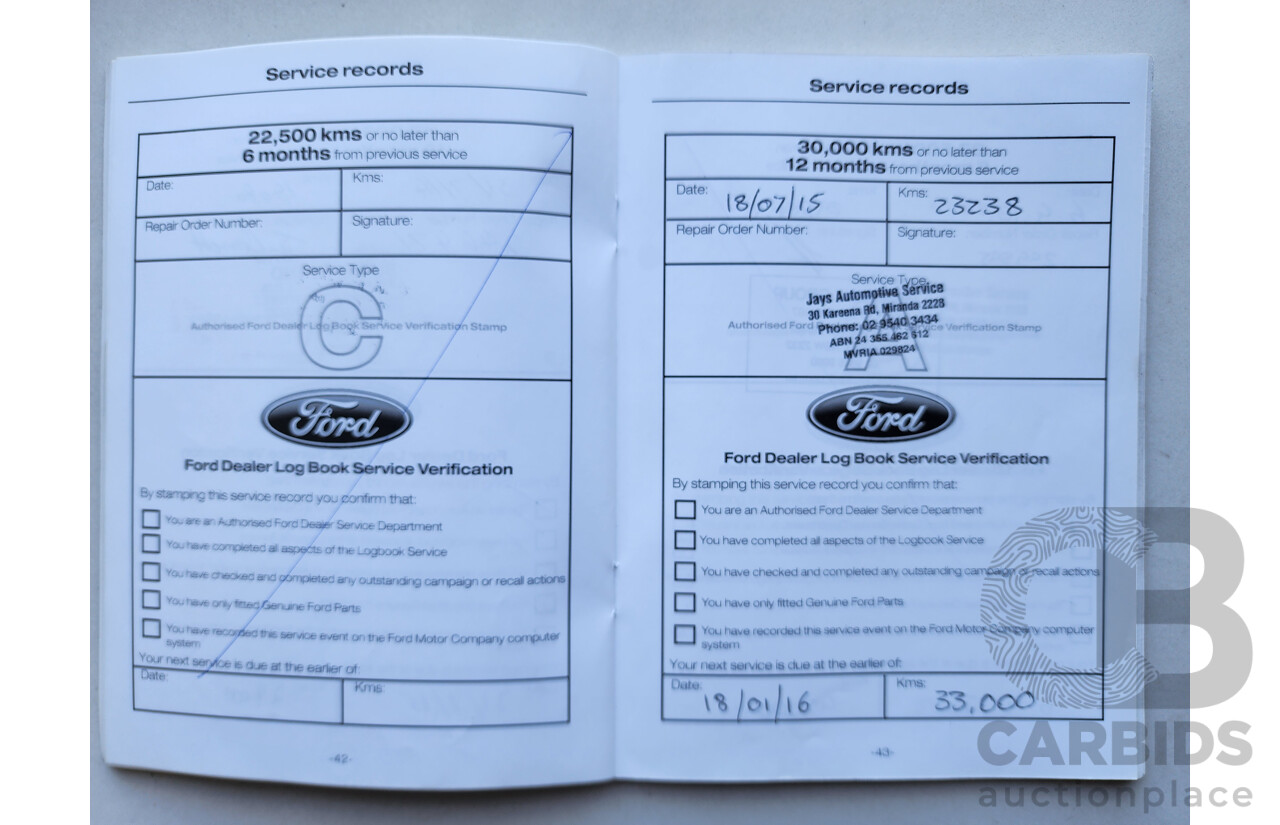 Service records
22,500 kms or no later than
6 months from previous service
Date:
Kms:
Repair Order Number:
Signature:
Service Type
C
Authorised Ford Dealer Log Book Service Verification Stamp
Ford
Ford Dealer Log Book Service Verification
By stamping this service record you confirm that:
You are an Authorised Ford Dealer Service Department
You have completed all aspects of the Logbook Service
You have checked and completed any outstanding campaign or recall actions
You have only fitted Genuine Ford Parts
You have recorded this service event on the Ford Motor Company computer
system
Your next service is due at the earlier of:
Date:
Kms:
-42-
Service records
30,000 kms or no later than
12 months from previous service
Date: 18/07/15
Kms: 23238
Repair Order Number:
Signature:
Service Type
A
Jays Automotive Service
30 Kareena Rd, Miranda 2228
Phone: 02 9540 3434
Authorised Ford Service Verification Stamp
ABN 24 365 462 512
MVRIA 029824
Ford
Ford Dealer Log Book Service Verification
By stamping this service record you confirm that:
You are an Authorised Ford Dealer Service Department
You have completed all aspects of the Logbook Service
You have checked and completed any outstanding campaign or recall actions
You have only fitted Genuine Ford Parts
You have recorded this service event on the Ford Motor Company computer
system
Your next service is due at the earlier of:
Date: 18/01/16
Kms: 33,000
-43-
CB
CARBIDS
auctionplace